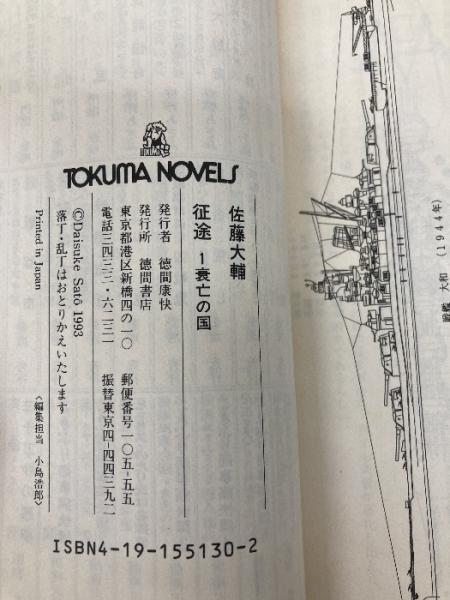 TOKUMA NOVELS
佐藤大輔
征途 1衰亡の国
発行者 徳間康快
発行所 徳間書店
東京都港区新橋四の一〇 郵便番号一〇五-五五
電話三四三三・六二三一 振替東京四-四四三九二
©Daisuke Satō 1993
落丁・乱丁はおとりかえいたします
Printed in Japan
〈編集担当 小島浩郎〉
ISBN4-19-155130-2
戦艦 大和 (1944年)